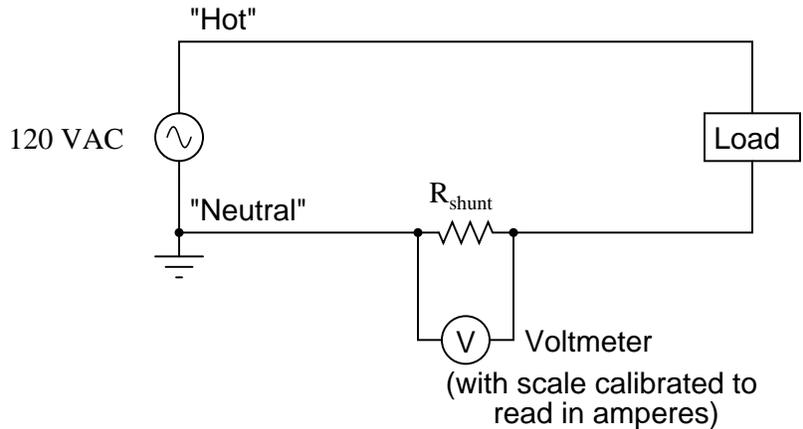 "Hot"
120 VAC
Load
"Neutral"
Rshunt
V
Voltmeter
(with scale calibrated to
read in amperes)